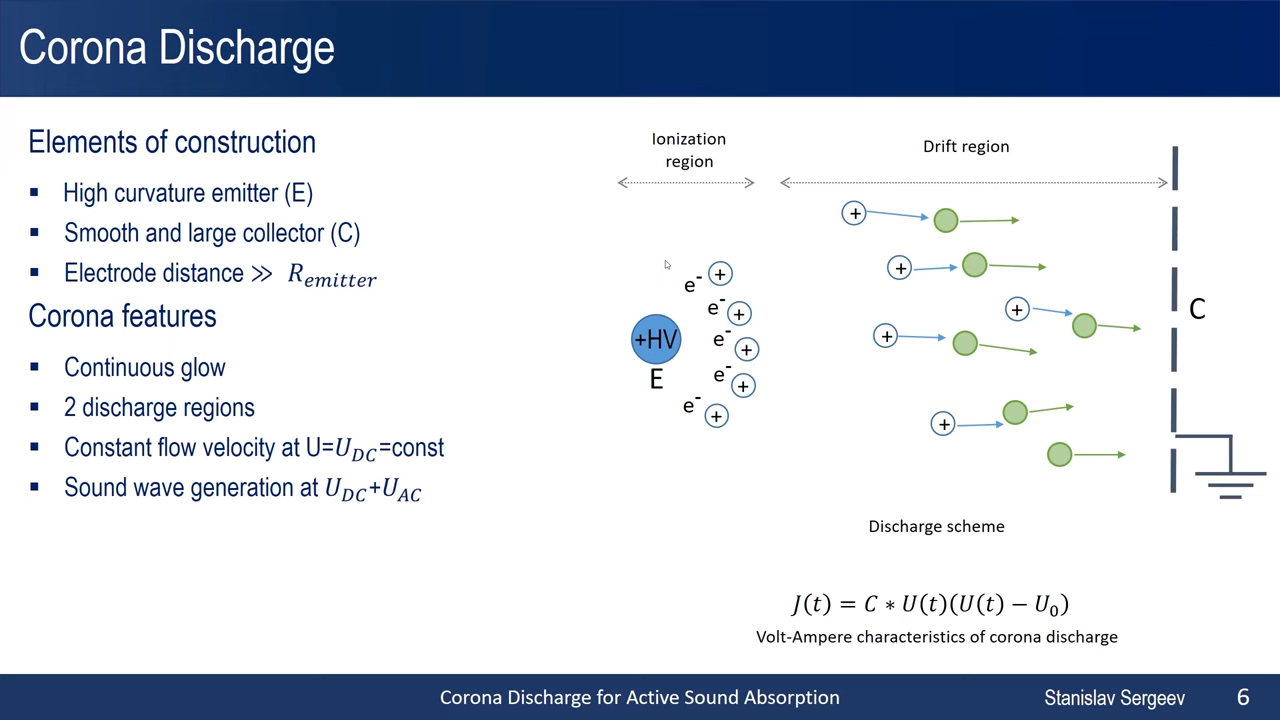 Corona Discharge
Elements of construction
▪ High curvature emitter (E)
▪ Smooth and large collector (C)
▪ Electrode distance ≫ R_emitter
Corona features
▪ Continuous glow
▪ 2 discharge regions
▪ Constant flow velocity at U=U_DC=const
▪ Sound wave generation at U_DC+U_AC
Ionization
region
Drift region
+HV
E
e⁻ +
e⁻ +
e⁻ +
e⁻ +
e⁻ +
+
+
+
+
+
C
Discharge scheme
J(t) = C ∗ U(t)(U(t) − U₀)
Volt-Ampere characteristics of corona discharge
Corona Discharge for Active Sound Absorption
Stanislav Sergeev
6